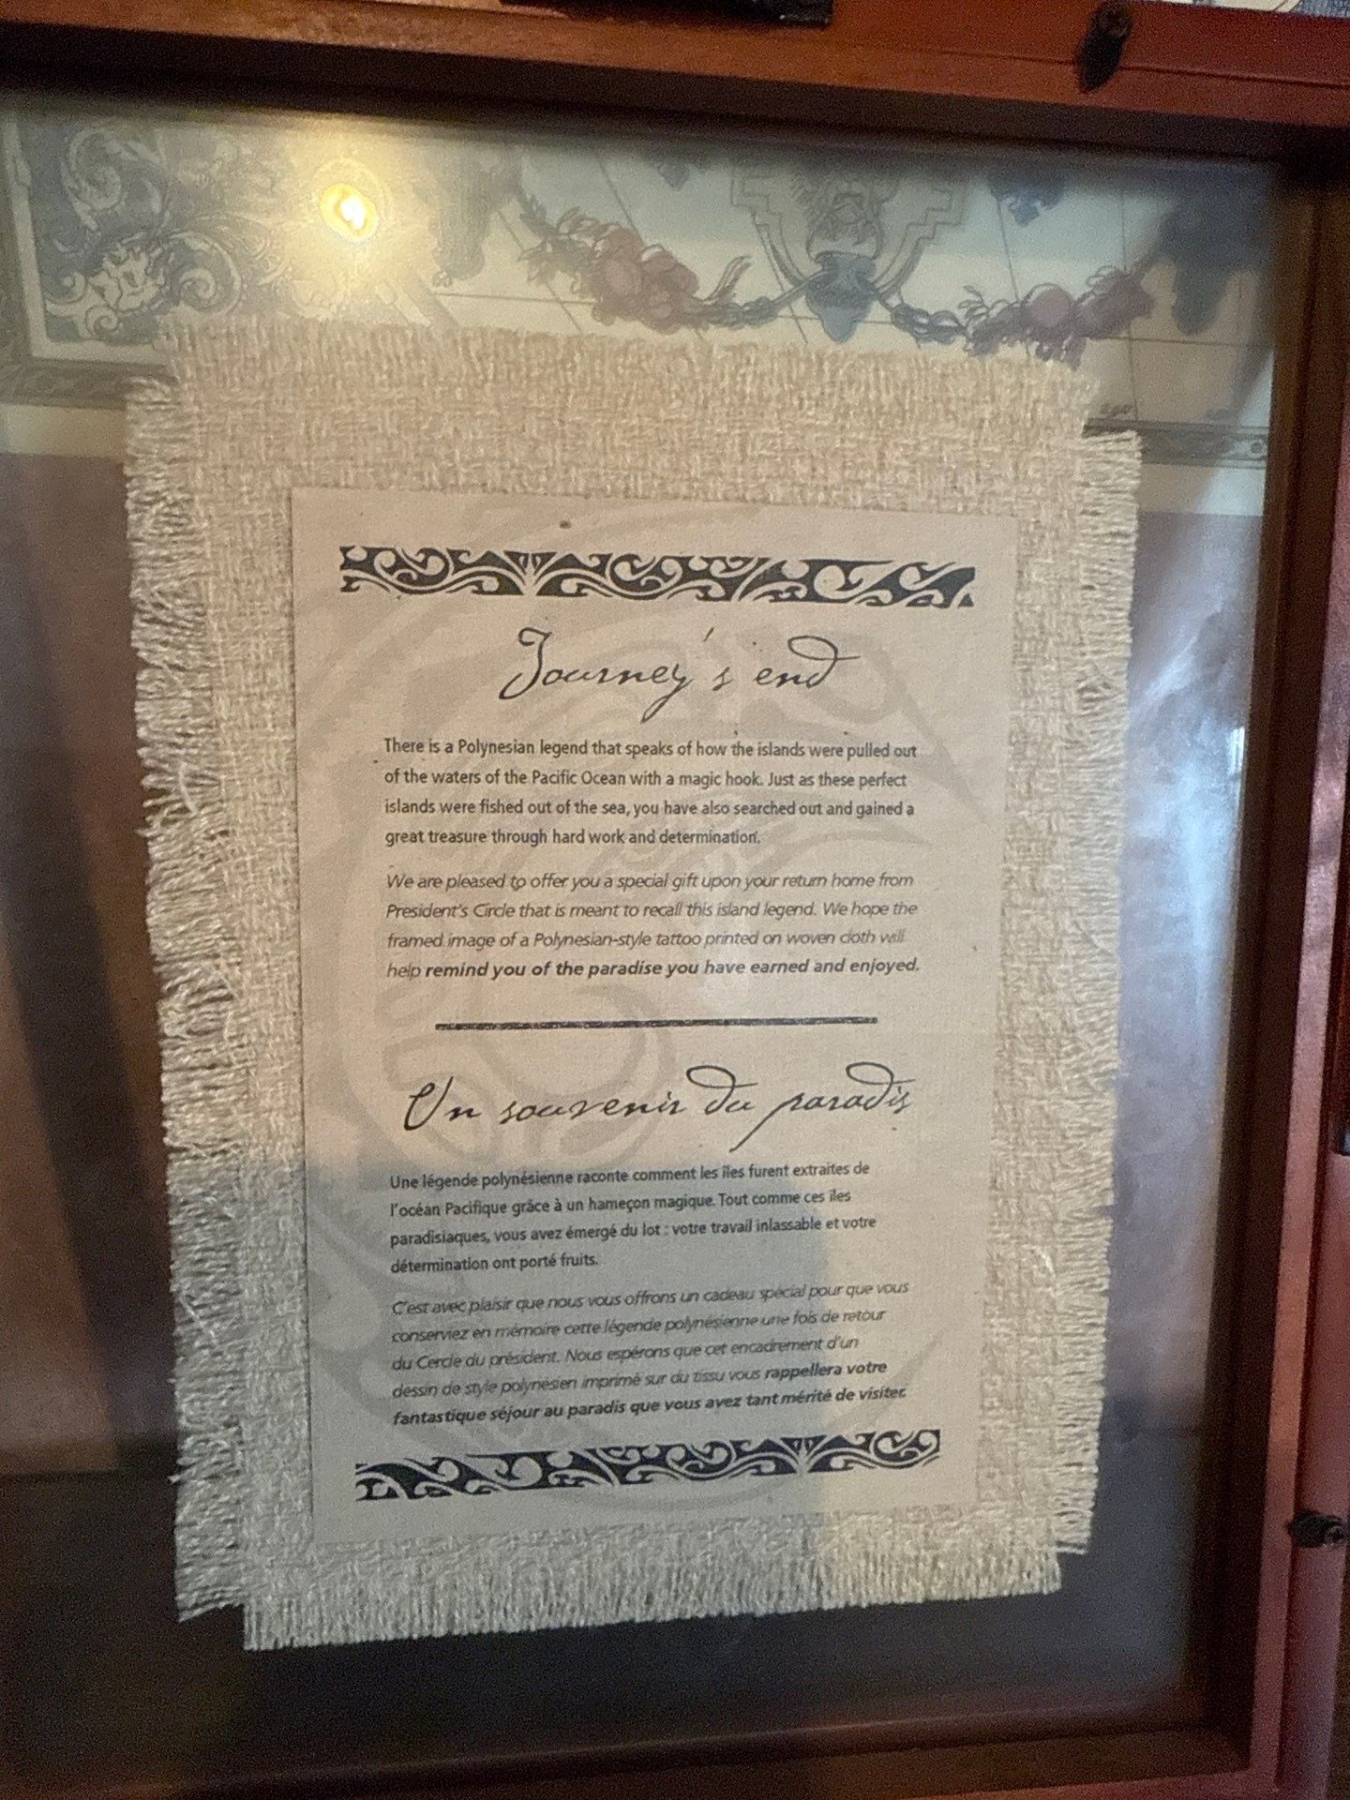 Journey's end
There is a Polynesian legend that speaks of how the islands were pulled out
of the waters of the Pacific Ocean with a magic hook. Just as these perfect
islands were fished out of the sea, you have also searched out and gained a
great treasure through hard work and determination.
We are pleased to offer you a special gift upon your return home from
President's Circle that is meant to recall this island legend. We hope the
framed image of a Polynesian-style tattoo printed on woven cloth will
help remind you of the paradise you have earned and enjoyed.
Un souvenir du paradis
Une légende polynésienne raconte comment les îles furent extraites de
l'océan Pacifique grâce à un hameçon magique. Tout comme ces îles
paradisiaques, vous avez émergé du lot : votre travail inlassable et votre
détermination ont porté fruits.
C'est avec plaisir que nous vous offrons un cadeau spécial pour que vous
conserviez en mémoire cette légende polynésienne une fois de retour
du Cercle du président. Nous espérons que cet encadrement d'un
dessin de style polynésien imprimé sur du tissu vous rappellera votre
fantastique séjour au paradis que vous avez tant mérité de visiter.